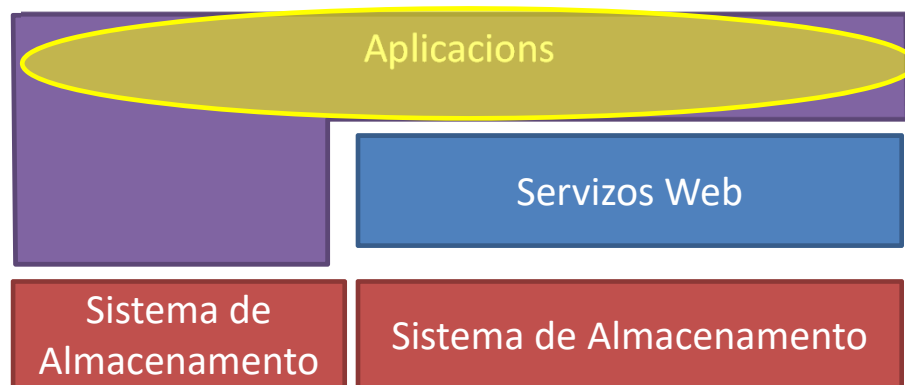 Aplicacions
Servizos Web
Sistema de
Almacenamento
Sistema de Almacenamento